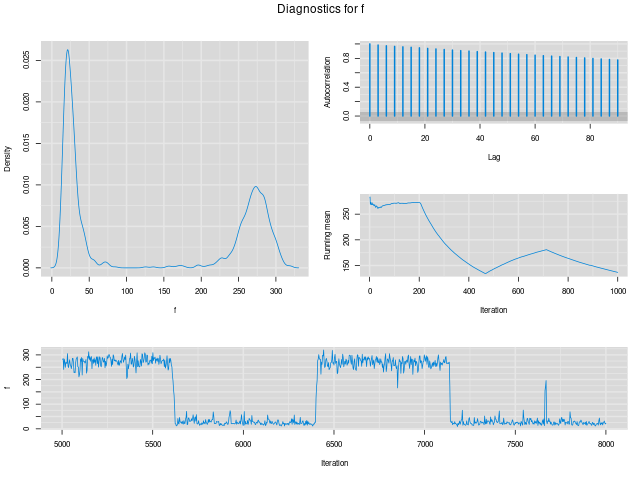 Diagnostics for f
Density
0.000 0.005 0.010 0.015 0.020 0.025
0 50 100 150 200 250 300
f
Autocorrelation
0.0 0.4 0.8
0 20 40 60 80
Lag
Running mean
150 200 250
0 200 400 600 800 1000
Iteration
f
0 50 100 200 300
5000 5500 6000 6500 7000 7500 8000
Iteration